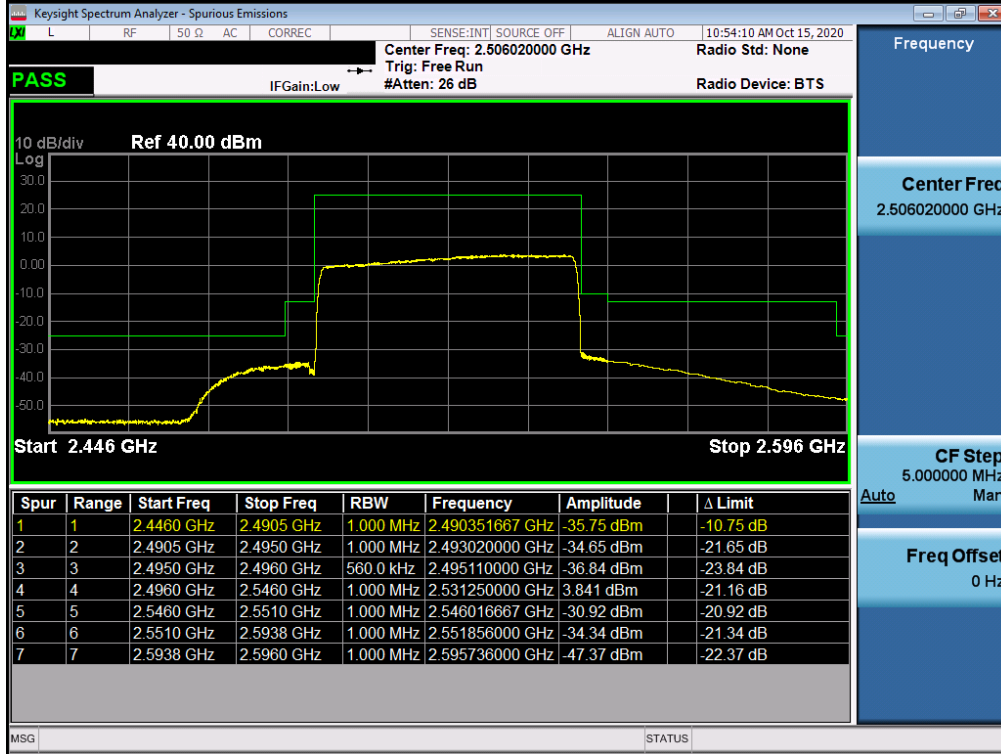 Keysight Spectrum Analyzer - Spurious Emissions
LXI L RF 50 Ω AC CORREC SENSE:INT SOURCE OFF ALIGN AUTO 10:54:10 AM Oct 15, 2020
Center Freq: 2.506020000 GHz Radio Std: None
Trig: Free Run
PASS IFGain:Low #Atten: 26 dB Radio Device: BTS
10 dB/div Ref 40.00 dBm
Log
30.0
20.0
10.0
0.00
-10.0
-20.0
-30.0
-40.0
-50.0
Start 2.446 GHz Stop 2.596 GHz
Spur Range Start Freq Stop Freq RBW Frequency Amplitude Δ Limit
1 1 2.4460 GHz 2.4905 GHz 1.000 MHz 2.490351667 GHz -35.75 dBm -10.75 dB
2 2 2.4905 GHz 2.4950 GHz 1.000 MHz 2.493020000 GHz -34.65 dBm -21.65 dB
3 3 2.4950 GHz 2.4960 GHz 560.0 kHz 2.495110000 GHz -36.84 dBm -23.84 dB
4 4 2.4960 GHz 2.5460 GHz 1.000 MHz 2.531250000 GHz 3.841 dBm -21.16 dB
5 5 2.5460 GHz 2.5510 GHz 1.000 MHz 2.546016667 GHz -30.92 dBm -20.92 dB
6 6 2.5510 GHz 2.5938 GHz 1.000 MHz 2.551856000 GHz -34.34 dBm -21.34 dB
7 7 2.5938 GHz 2.5960 GHz 1.000 MHz 2.595736000 GHz -47.37 dBm -22.37 dB
MSG STATUS
Frequency
Center Freq
2.506020000 GHz
CF Step
5.000000 MHz
Auto Man
Freq Offset
0 Hz